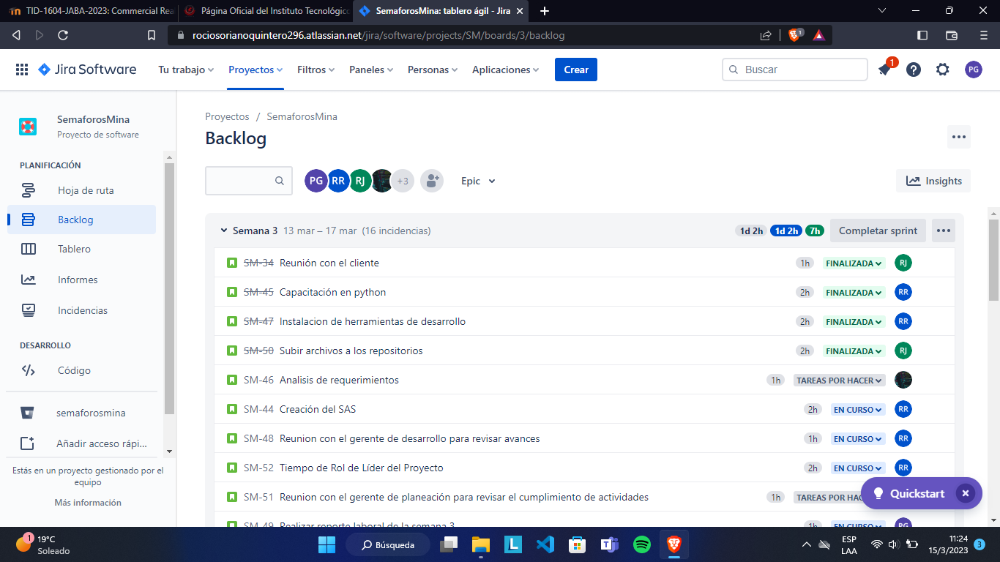 TID-1604-JABA-2023: Commercial Rea
Página Oficial del Instituto Tecnológico
SemaforosMina: tablero ágil - Jira
rociosorianoquintero296.atlassian.net/jira/software/projects/SM/boards/3/backlog
1
Jira Software
Tu trabajo
Proyectos
Filtros
Paneles
Personas
Aplicaciones
Crear
Buscar
1
PG
SemaforosMina
Proyecto de software
PLANIFICACIÓN
Hoja de ruta
Backlog
Tablero
Informes
Incidencias
DESARROLLO
Código
semaforosmina
Añadir acceso rápi...
Estás en un proyecto gestionado por el
equipo
Más información
Proyectos / SemaforosMina
Backlog
PG RR RJ +3
Epic
Insights
Semana 3 13 mar – 17 mar (16 incidencias) 1d 2h 1d 2h 7h Completar sprint
SM-34 Reunión con el cliente 1h FINALIZADA RJ
SM-45 Capacitación en python 2h FINALIZADA RR
SM-47 Instalacion de herramientas de desarrollo 2h FINALIZADA RR
SM-50 Subir archivos a los repositorios 2h FINALIZADA RJ
SM-46 Analisis de requerimientos 1h TAREAS POR HACER
SM-44 Creación del SAS 2h EN CURSO RR
SM-48 Reunion con el gerente de desarrollo para revisar avances 1h EN CURSO RR
SM-52 Tiempo de Rol de Líder del Proyecto 2h EN CURSO RR
SM-51 Reunion con el gerente de planeación para revisar el cumplimiento de actividades 1h TAREAS POR HAC
SM-49 Realizar reporte laboral de la semana 3 1h EN CURSO PG
Quickstart
1
19°C
Soleado
Búsqueda
ESP
LAA
11:24
15/3/2023
3